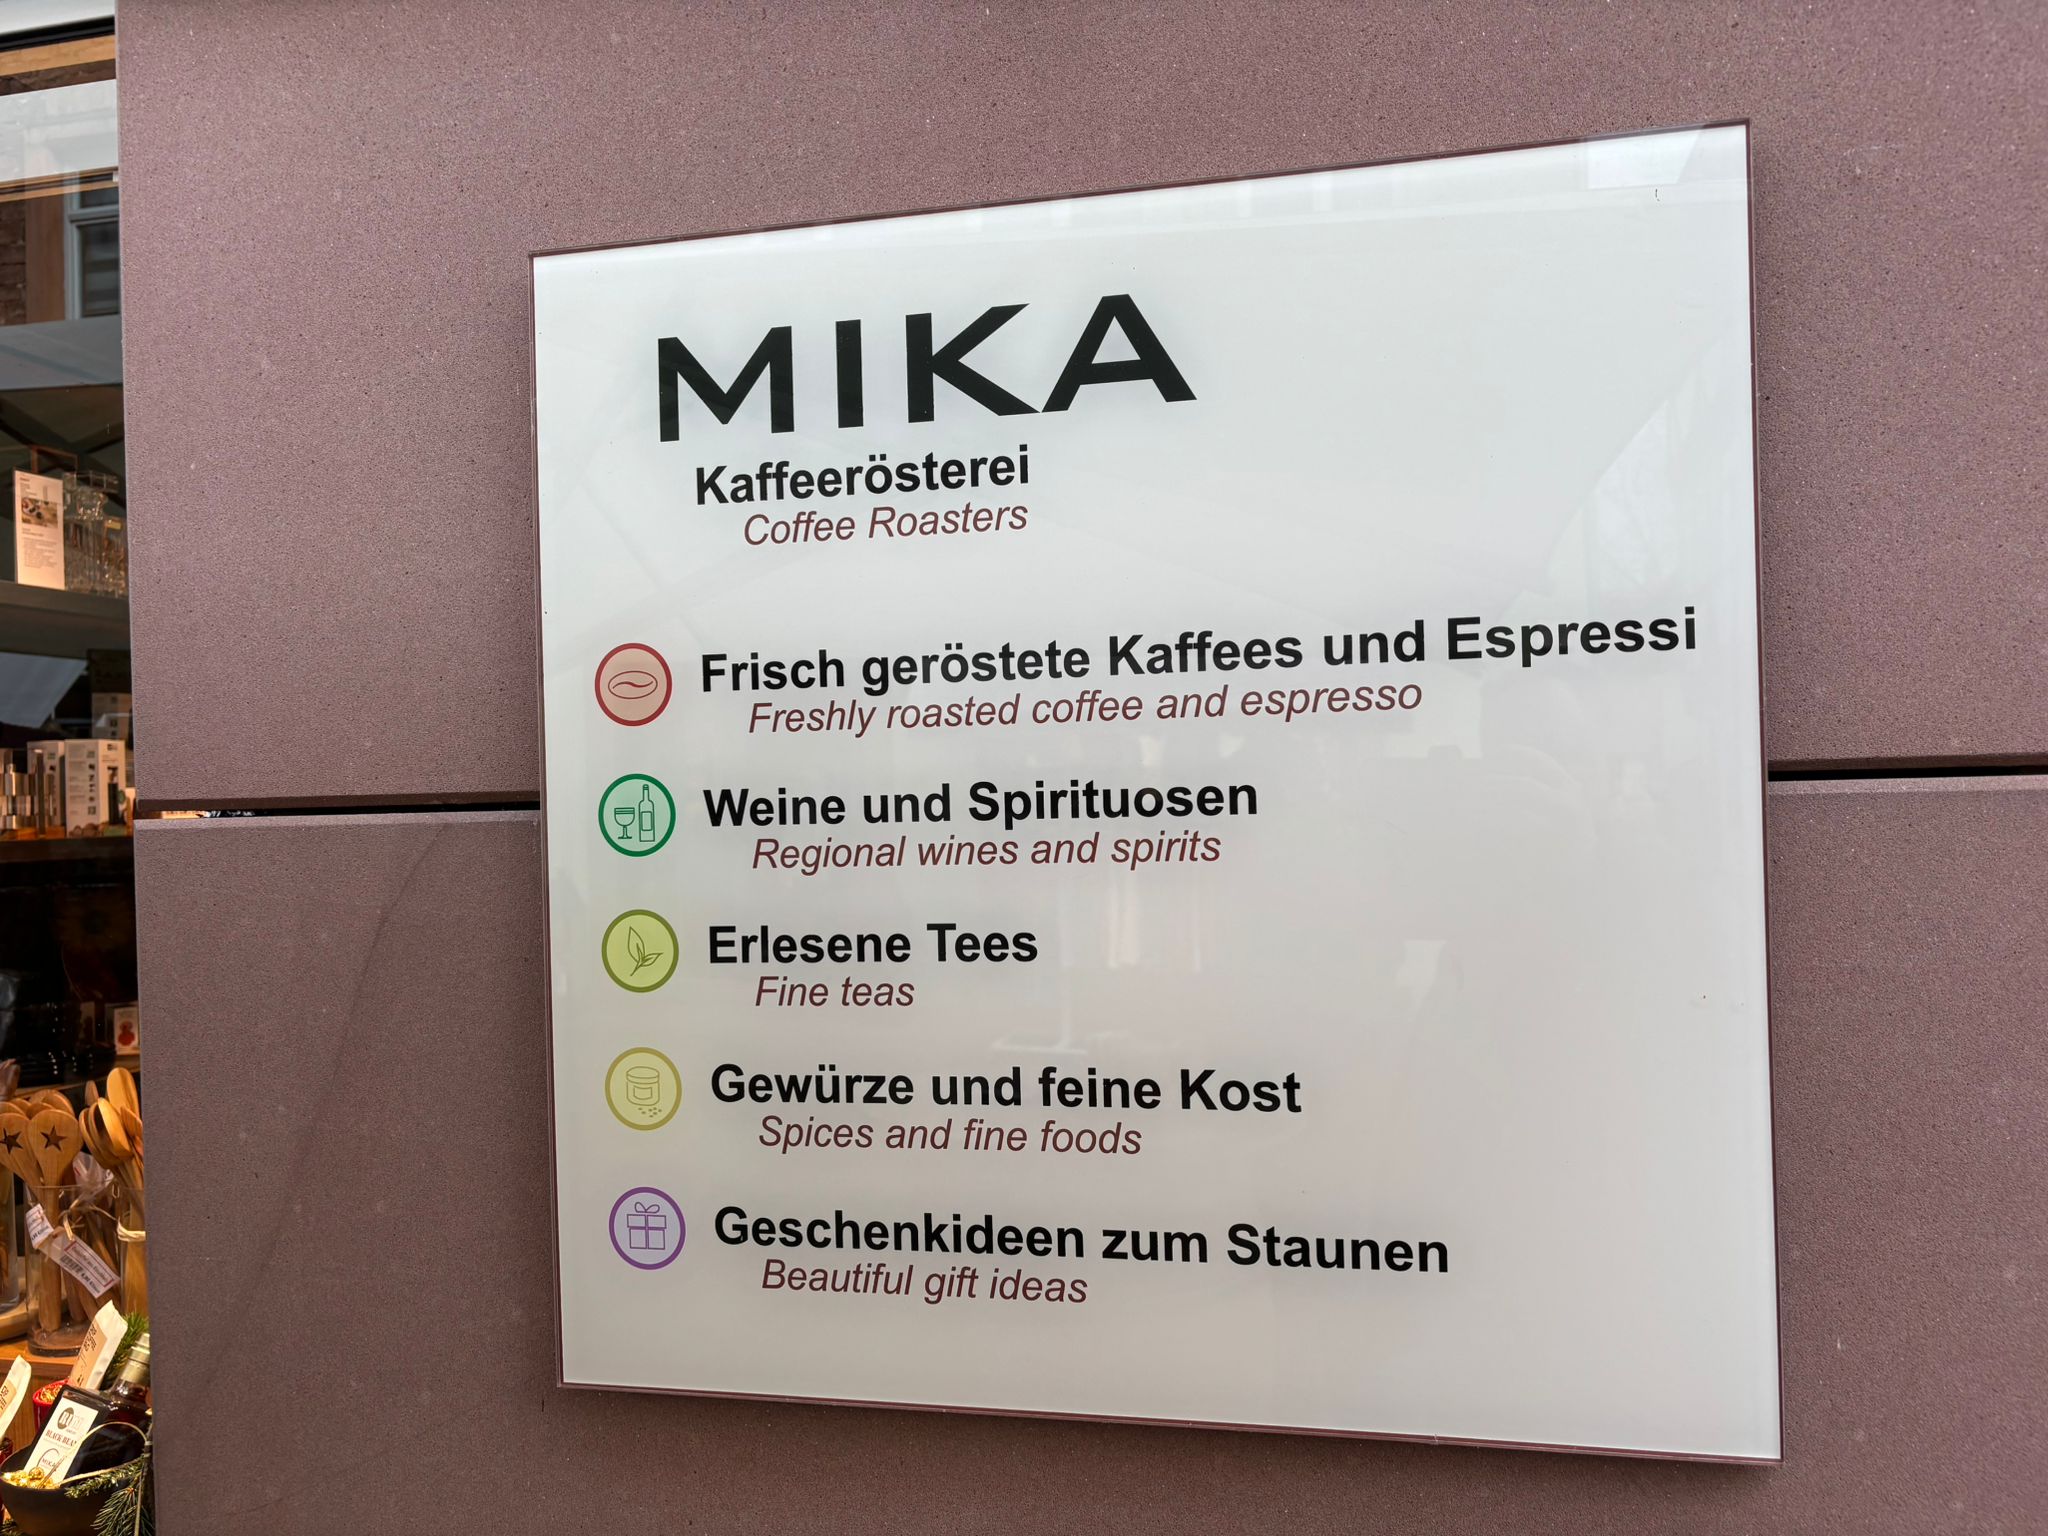 MIKA
Kaffeerösterei
Coffee Roasters
Frisch geröstete Kaffees und Espressi
Freshly roasted coffee and espresso
Weine und Spirituosen
Regional wines and spirits
Erlesene Tees
Fine teas
Gewürze und feine Kost
Spices and fine foods
Geschenkideen zum Staunen
Beautiful gift ideas
MIKA